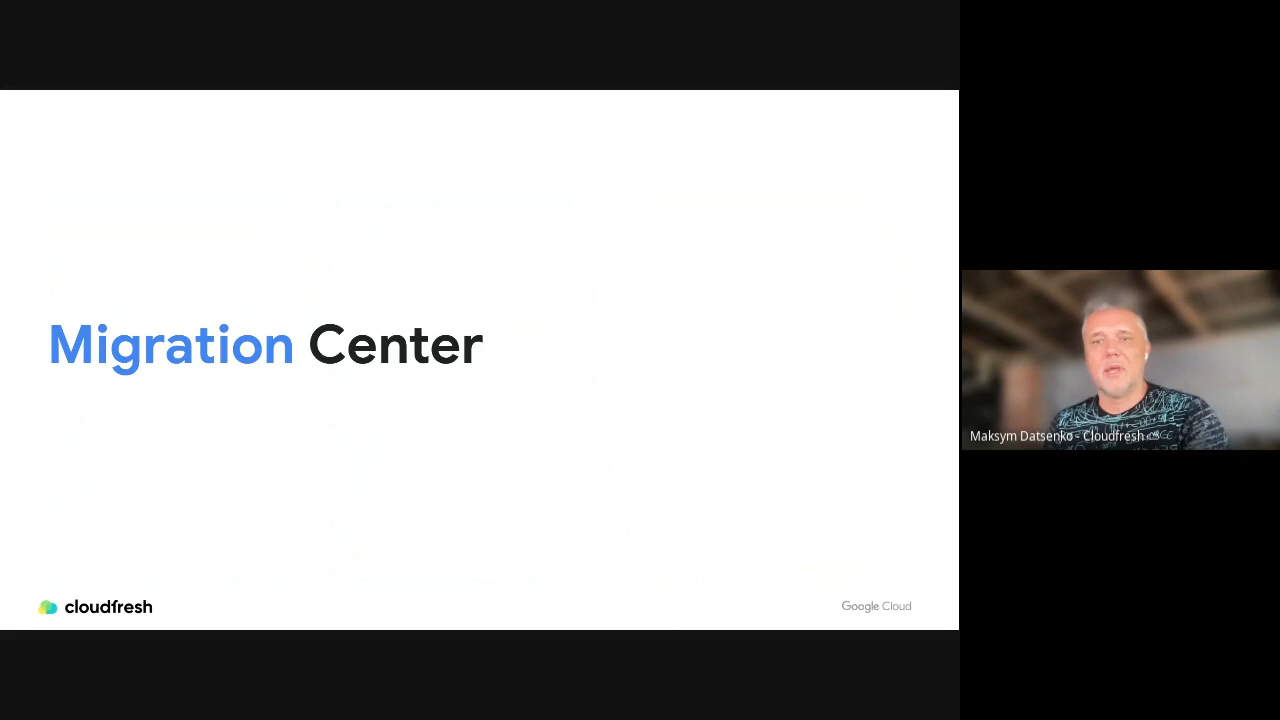 Migration Center
cloudfresh
Google Cloud
Maksym Datsenko - Cloudfresh